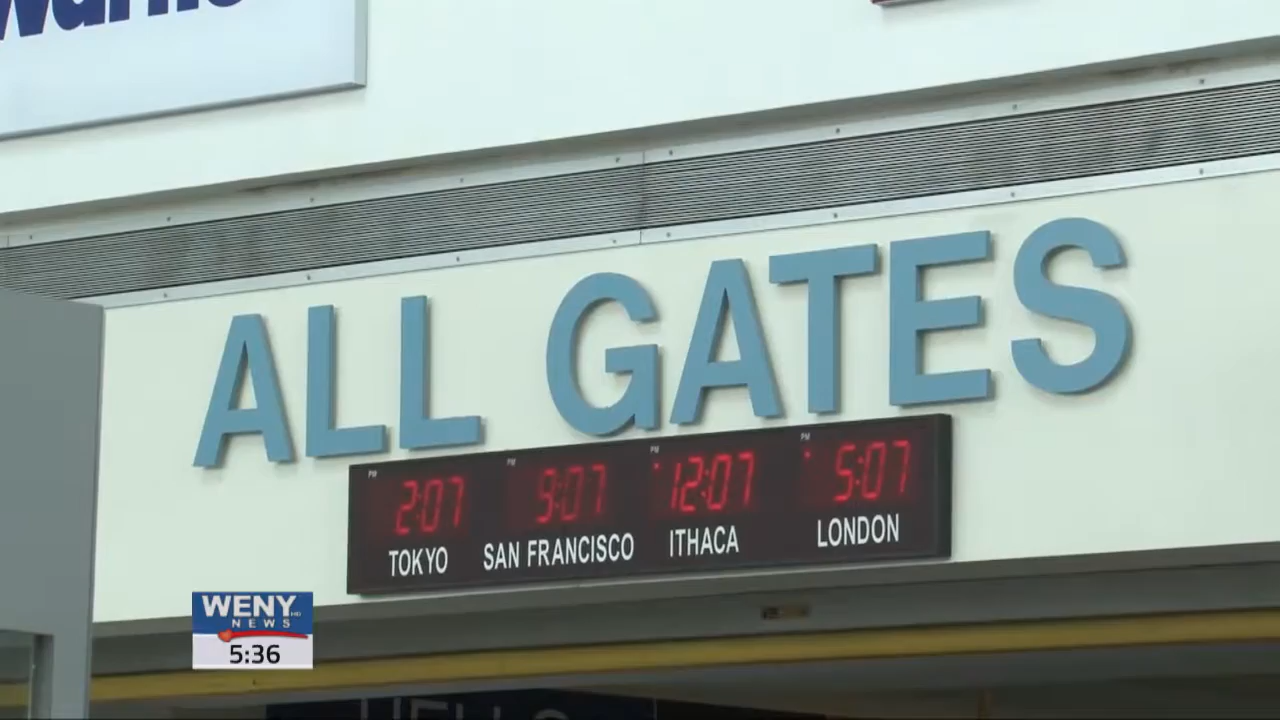 ALL GATES
PM PM PM PM
2:07 9:07 12:07 5:07
TOKYO SAN FRANCISCO ITHACA LONDON
WENY HD
NEWS
5:36